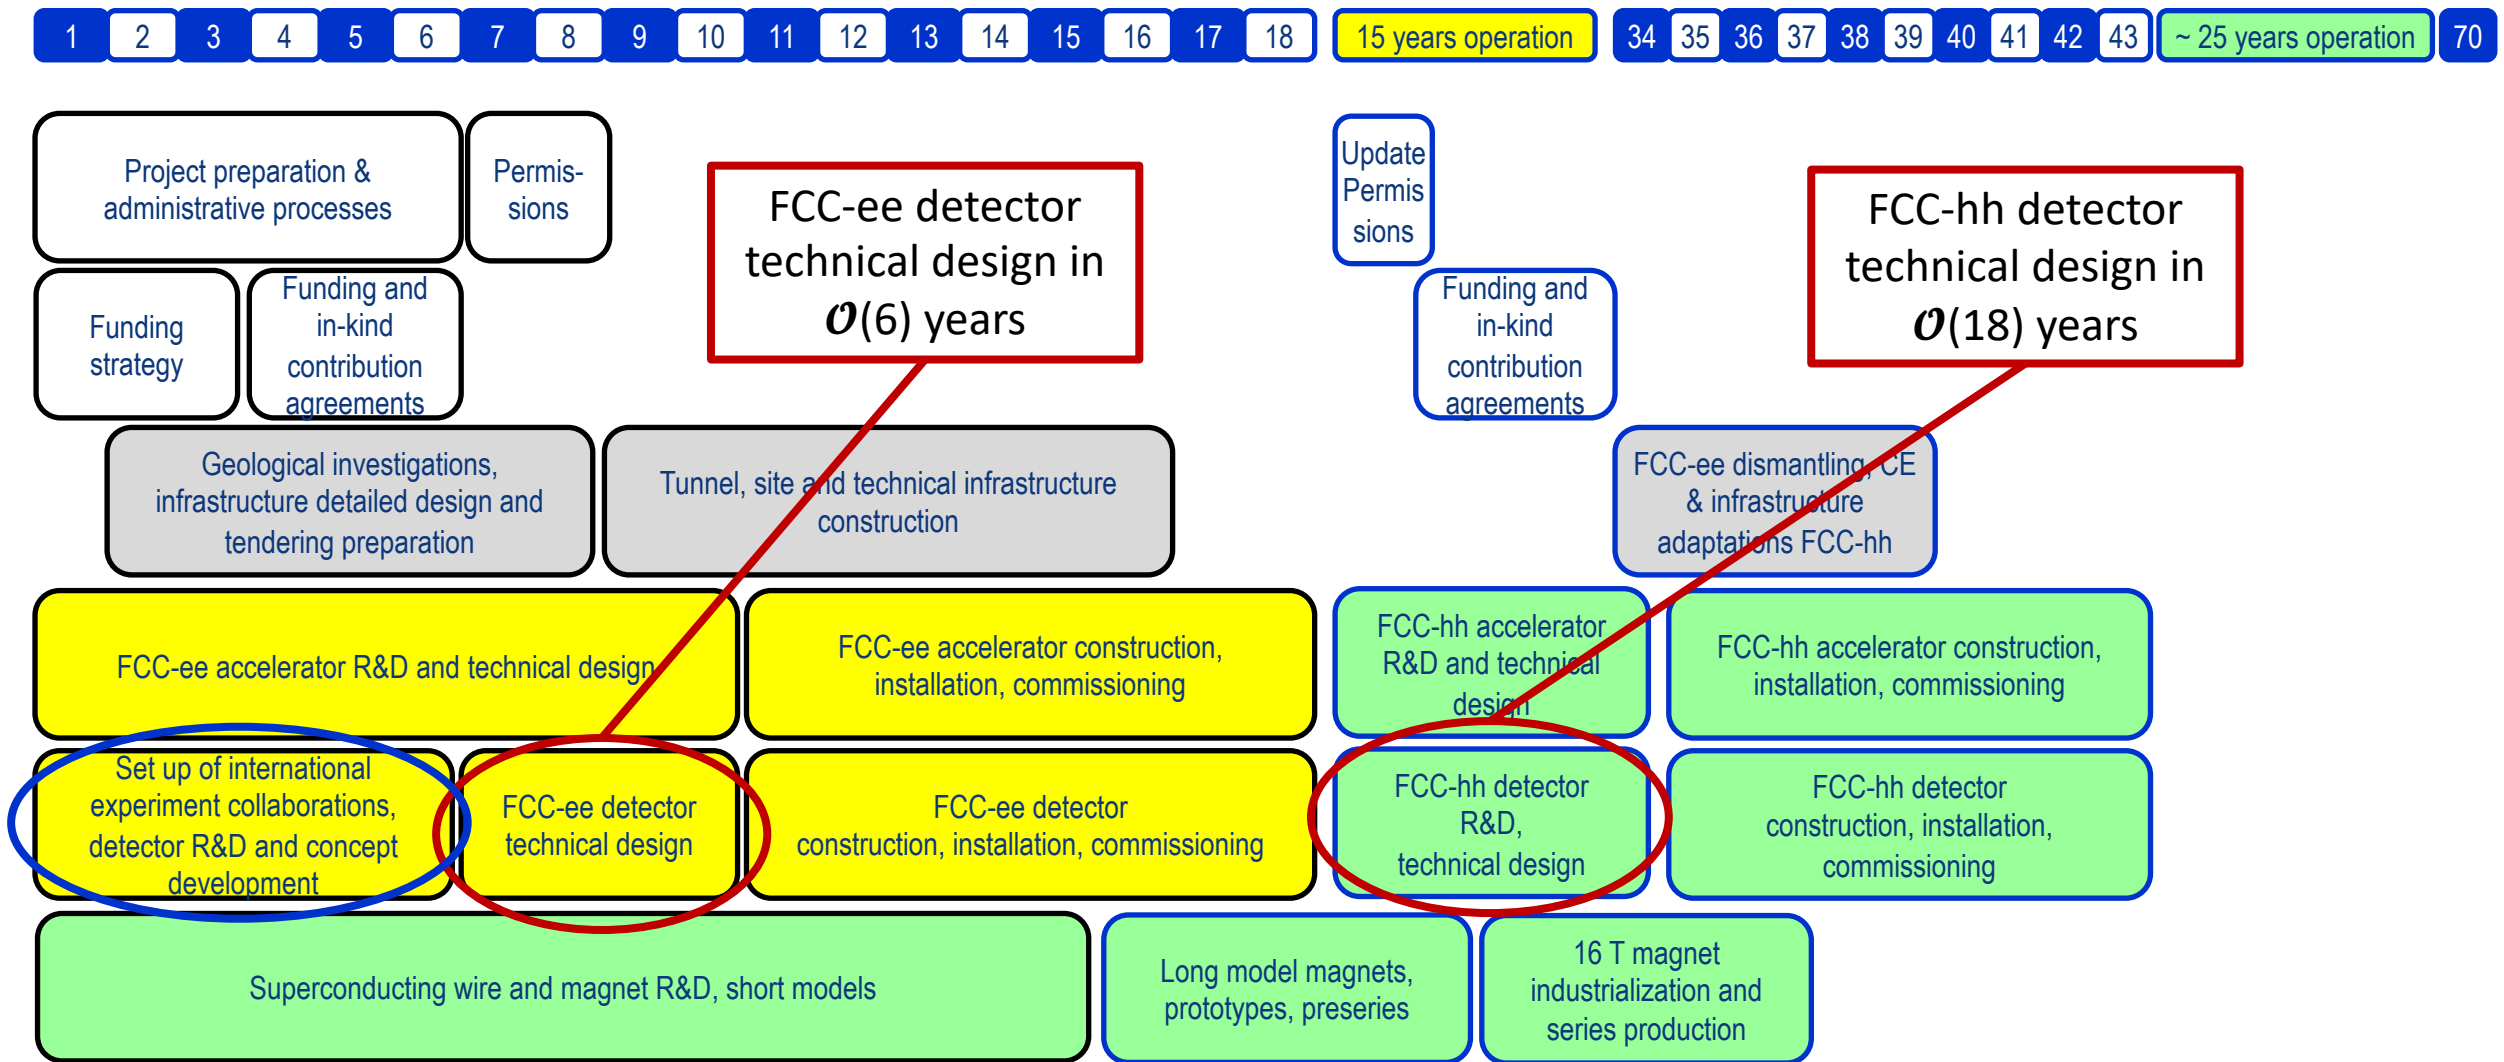 1 2 3 4 5 6 7 8 9 10 11 12 13 14 15 16 17 18 15 years operation 34 35 36 37 38 39 40 41 42 43 ~ 25 years operation 70
Project preparation &
administrative processes
Permis-
sions
Update
Permis
sions
FCC-ee detector
technical design in
𝓞(6) years
FCC-hh detector
technical design in
𝓞(18) years
Funding
strategy
Funding and
in-kind
contribution
agreements
Funding and
in-kind
contribution
agreements
Geological investigations,
infrastructure detailed design and
tendering preparation
Tunnel, site and technical infrastructure
construction
FCC-ee dismantling, CE
& infrastructure
adaptations FCC-hh
FCC-ee accelerator R&D and technical design
FCC-ee accelerator construction,
installation, commissioning
FCC-hh accelerator
R&D and technical
design
FCC-hh accelerator construction,
installation, commissioning
Set up of international
experiment collaborations,
detector R&D and concept
development
FCC-ee detector
technical design
FCC-ee detector
construction, installation, commissioning
FCC-hh detector
R&D,
technical design
FCC-hh detector
construction, installation,
commissioning
Superconducting wire and magnet R&D, short models
Long model magnets,
prototypes, preseries
16 T magnet
industrialization and
series production